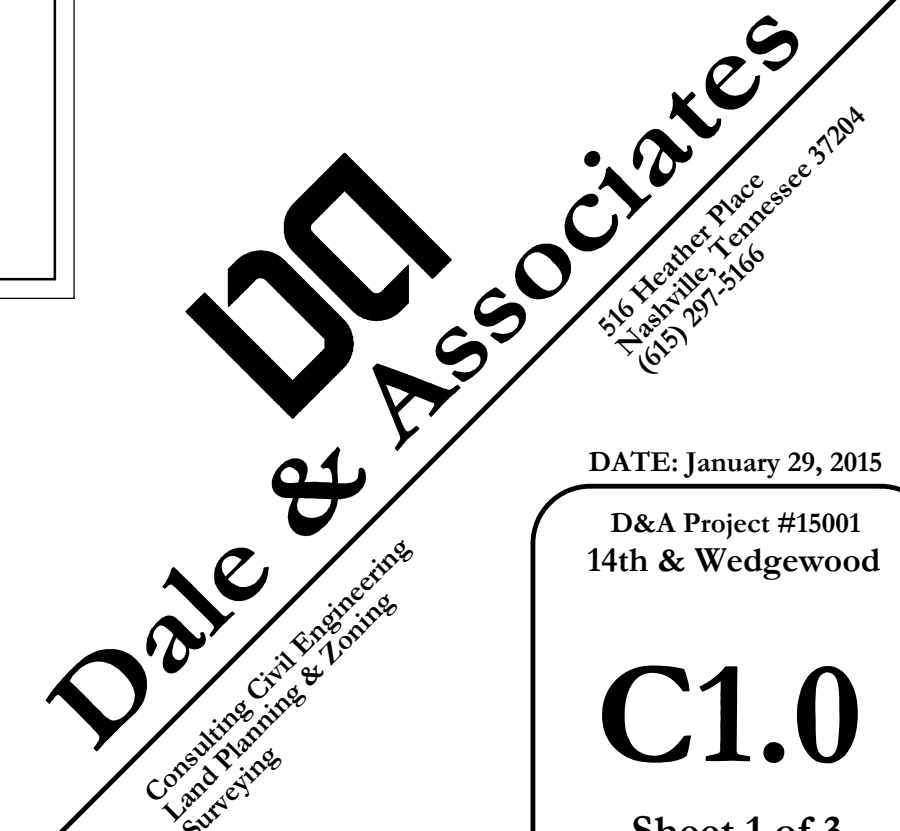 Dale & Associates
516 Heather Place
Nashville, Tennessee 37204
(615) 297-5166
Consulting Civil Engineering
Land Planning & Zoning
Surveying
DATE: January 29, 2015
D&A Project #15001
14th & Wedgewood
C1.0
Sheet 1 of 3